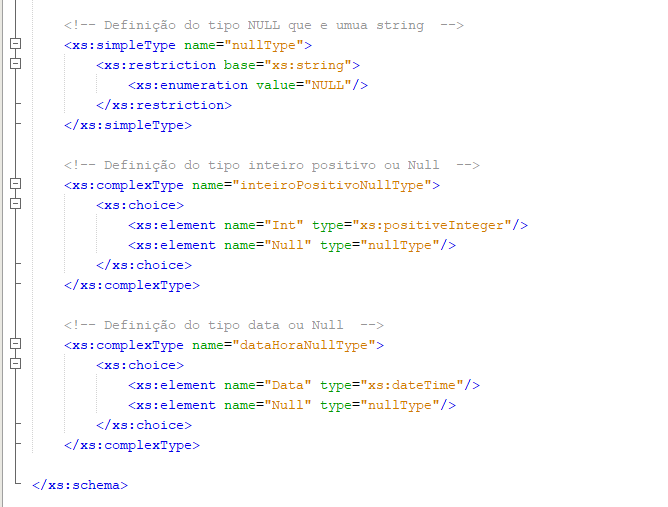 <!-- Definição do tipo NULL que e umua string  -->
<xs:simpleType name="nullType">
<xs:restriction base="xs:string">
<xs:enumeration value="NULL"/>
</xs:restriction>
</xs:simpleType>
<!-- Definição do tipo inteiro positivo ou Null  -->
<xs:complexType name="inteiroPositivoNullType">
<xs:choice>
<xs:element name="Int" type="xs:positiveInteger"/>
<xs:element name="Null" type="nullType"/>
</xs:choice>
</xs:complexType>
<!-- Definição do tipo data ou Null  -->
<xs:complexType name="dataHoraNullType">
<xs:choice>
<xs:element name="Data" type="xs:dateTime"/>
<xs:element name="Null" type="nullType"/>
</xs:choice>
</xs:complexType>
</xs:schema>